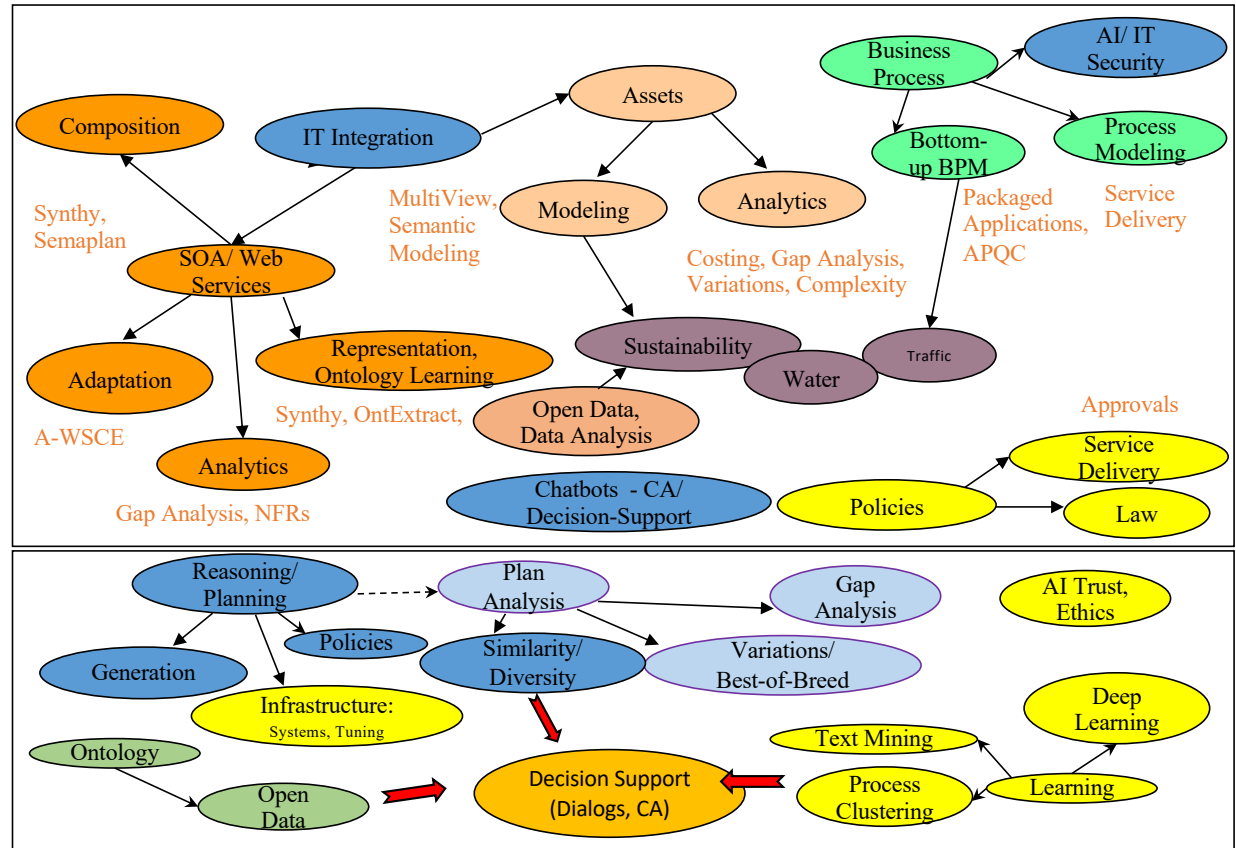 Business
Process
AI/ IT
Security
Assets
Composition
IT Integration
Process
Modeling
Bottom-
up BPM
Synthy,
Semaplan
MultiView,
Semantic
Modeling
Modeling
Analytics
Packaged
Applications,
APQC
Service
Delivery
SOA/ Web
Services
Costing, Gap Analysis,
Variations, Complexity
Adaptation
Representation,
Ontology Learning
Sustainability
Water
Traffic
A-WSCE
Synthy, OntExtract,
Open Data,
Data Analysis
Approvals
Analytics
Service
Delivery
Gap Analysis, NFRs
Chatbots - CA/
Decision-Support
Policies
Law
Reasoning/
Planning
Plan
Analysis
Gap
Analysis
AI Trust,
Ethics
Policies
Generation
Similarity/
Diversity
Variations/
Best-of-Breed
Infrastructure:
Systems, Tuning
Deep
Learning
Ontology
Text Mining
Open
Data
Decision Support
(Dialogs, CA)
Process
Clustering
Learning